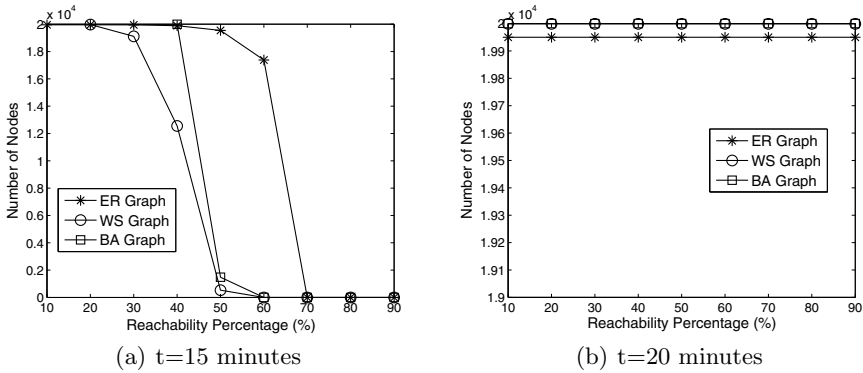 x 10⁴
2
1.8
1.6
1.4
1.2
1
0.8
0.6
0.4
0.2
0
Number of Nodes
ER Graph
WS Graph
BA Graph
10 20 30 40 50 60 70 80 90
Reachability Percentage (%)
(a) t=15 minutes
x 10⁴
2
1.99
1.98
1.97
1.96
1.95
1.94
1.93
1.92
1.91
1.9
Number of Nodes
ER Graph
WS Graph
BA Graph
10 20 30 40 50 60 70 80 90
Reachability Percentage (%)
(b) t=20 minutes